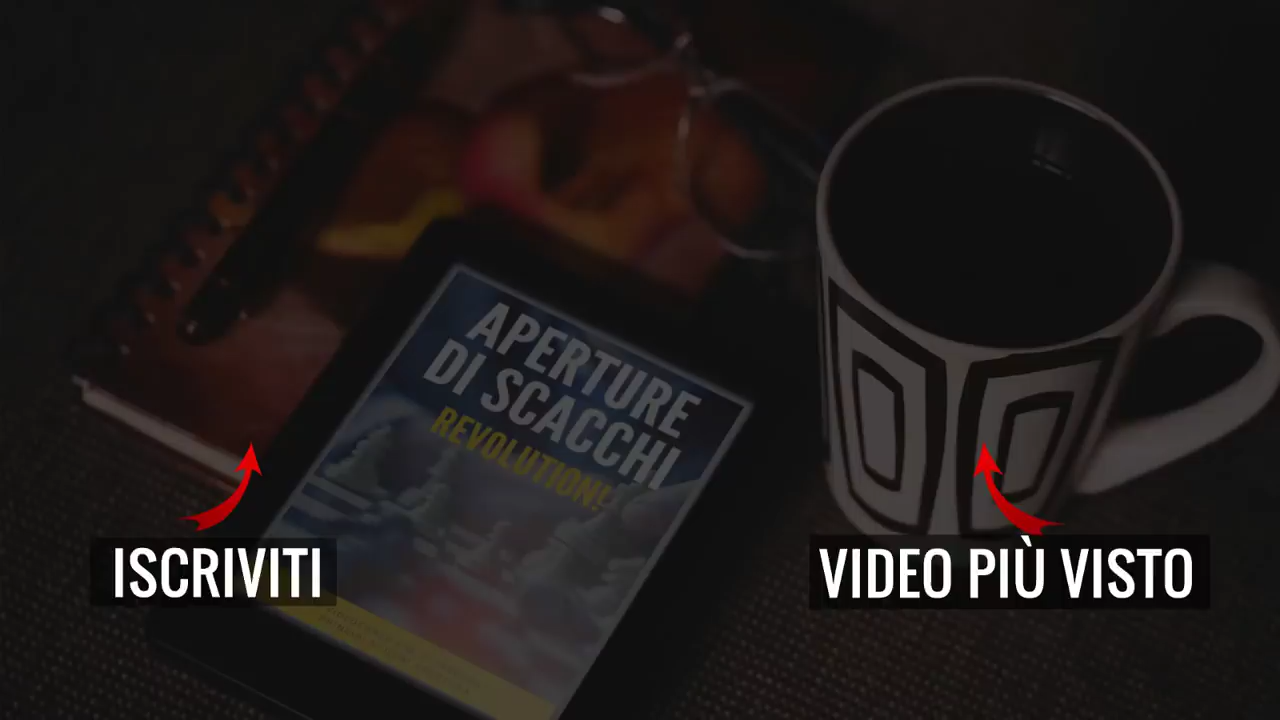 APERTURE
DI SCACCHI
REVOLUTION!
ISCRIVITI
VIDEO PIÙ VISTO